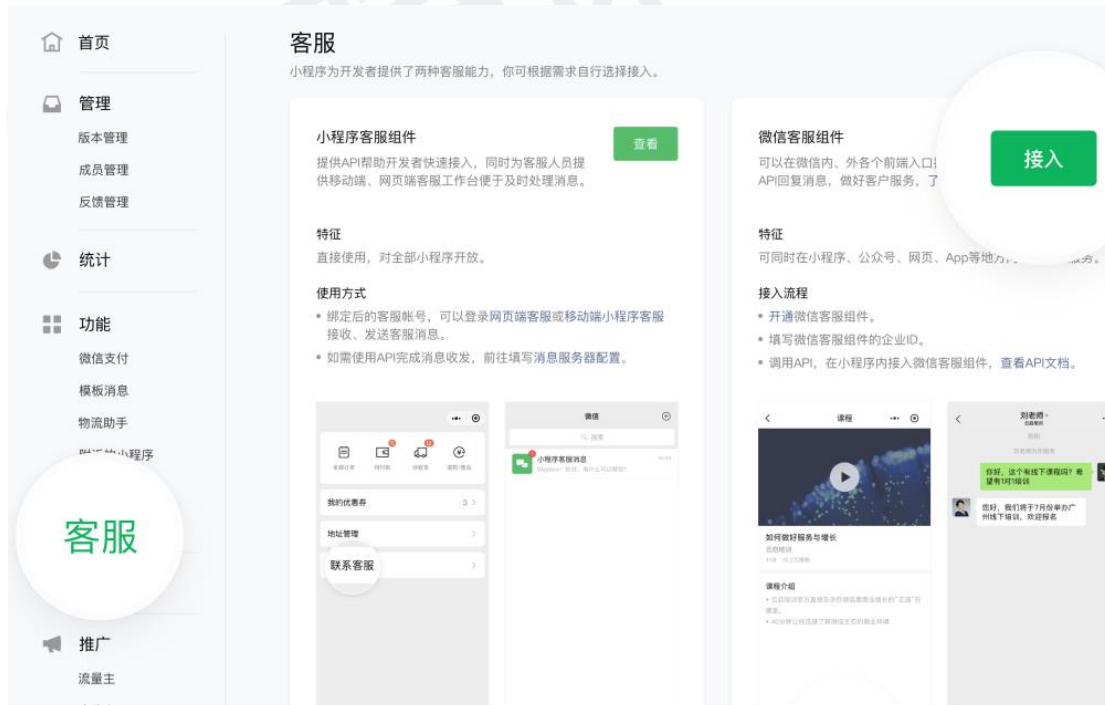 首页
管理
版本管理
成员管理
反馈管理
统计
功能
微信支付
模板消息
物流助手
客服
推广
流量主
客服
小程序为开发者提供了两种客服能力，你可根据需求自行选择接入。
小程序客服组件
查看
提供API帮助开发者快速接入，同时为客服人员提
供移动端、网页端客服工作台便于及时处理消息。
特征
直接使用，对全部小程序开放。
使用方式
• 绑定后的客服帐号，可以登录网页端客服或移动端小程序客服
接收、发送客服消息。
• 如需使用API完成消息收发，前往填写消息服务器配置。
全部订单 待付款 待收货 退款/售后
我的优惠券 3
地址管理
联系客服
微信
搜索
小程序客服消息
微信客服组件
接入
可以在微信内、外各个前端入口
API回复消息，做好客户服务，了
特征
可同时在小程序、公众号、网页、App等地方
务。
接入流程
• 开通微信客服组件。
• 填写微信客服组件的企业ID。
• 调用API，在小程序内接入微信客服组件，查看API文档。
课程
如何做好服务与增长
课程介绍
刘老师
你好，这个有线下课程吗？希
望有1对1培训
您好，我们将于7月份举办广
州线下培训，欢迎报名